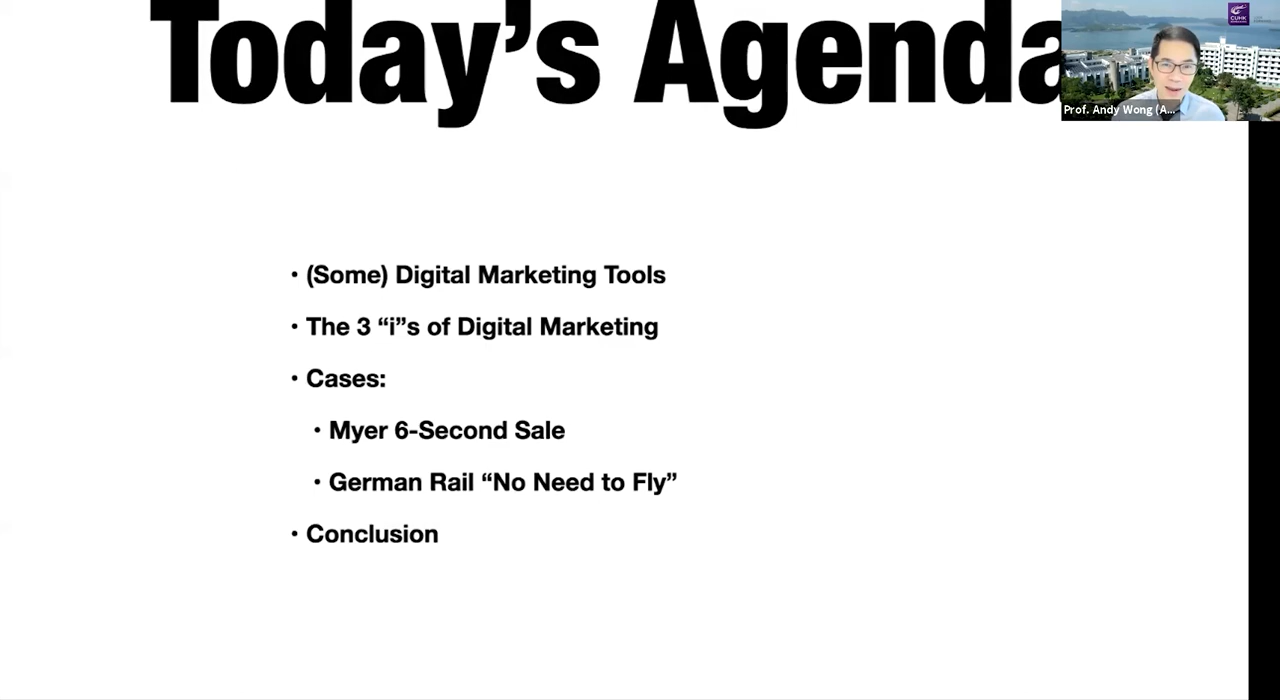 Today's Agenda
CUHK
Prof. Andy Wong (A...
• (Some) Digital Marketing Tools
• The 3 “i”s of Digital Marketing
• Cases:
• Myer 6-Second Sale
• German Rail “No Need to Fly”
• Conclusion